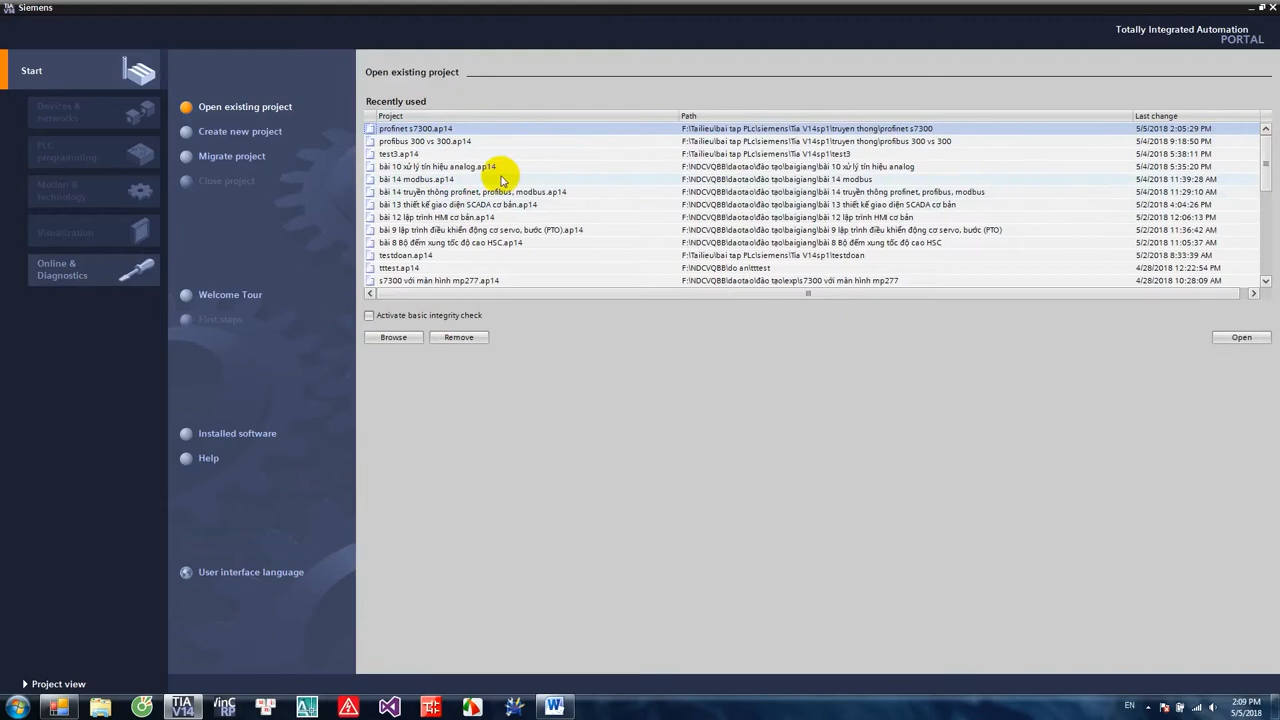 TIA
V14
Siemens
Totally Integrated Automation
PORTAL
Start
Devices &
networks
PLC
programming
Motion &
technology
Visualization
Online &
Diagnostics
Open existing project
Create new project
Migrate project
Close project
Welcome Tour
First steps
Installed software
Help
User interface language
Open existing project
Recently used
Project Path Last change
profinet s7300.ap14 F:\Tailieu\bai tap PLc\siemens\Tia V14sp1\truyen thong\profinet s7300 5/5/2018 2:05:29 PM
profibus 300 vs 300.ap14 F:\Tailieu\bai tap PLc\siemens\Tia V14sp1\truyen thong\profibus 300 vs 300 5/4/2018 9:18:50 PM
test3.ap14 F:\Tailieu\bai tap PLc\siemens\Tia V14sp1\test3 5/4/2018 5:38:11 PM
bài 10 xử lý tín hiệu analog.ap14 F:\NDCVQBB\daotao\đào tạo\baigiang\bài 10 xử lý tín hiệu analog 5/4/2018 5:35:20 PM
bài 14 modbus.ap14 F:\NDCVQBB\daotao\đào tạo\baigiang\bài 14 modbus 5/4/2018 11:39:28 AM
bài 14 truyền thông profinet, profibus, modbus.ap14 F:\NDCVQBB\daotao\đào tạo\baigiang\bài 14 truyền thông profinet, profibus, modbus 5/4/2018 11:29:10 AM
bài 13 thiết kế giao diện SCADA cơ bản.ap14 F:\NDCVQBB\daotao\đào tạo\baigiang\bài 13 thiết kế giao diện SCADA cơ bản 5/2/2018 4:04:26 PM
bài 12 lập trình HMI cơ bản.ap14 F:\NDCVQBB\daotao\đào tạo\baigiang\bài 12 lập trình HMI cơ bản 5/2/2018 12:06:13 PM
bài 9 lập trình điều khiển động cơ servo, bước (PTO).ap14 F:\NDCVQBB\daotao\đào tạo\baigiang\bài 9 lập trình điều khiển động cơ servo, bước (PTO) 5/2/2018 11:36:42 AM
bài 8 Bộ đếm xung tốc độ cao HSC.ap14 F:\NDCVQBB\daotao\đào tạo\baigiang\bài 8 Bộ đếm xung tốc độ cao HSC 5/2/2018 11:05:37 AM
testdoan.ap14 F:\Tailieu\bai tap PLc\siemens\Tia V14sp1\testdoan 5/2/2018 8:33:39 AM
tttest.ap14 F:\NDCVQBB\do an\tttest 4/28/2018 12:22:54 PM
s7300 với màn hình mp277.ap14 F:\NDCVQBB\daotao\đào tạo\exp\s7300 với màn hình mp277 4/28/2018 10:28:09 AM
Activate basic integrity check
Browse Remove Open
Project view
TIA
V14
WinC
RP
W
EN
2:09 PM
5/5/2018